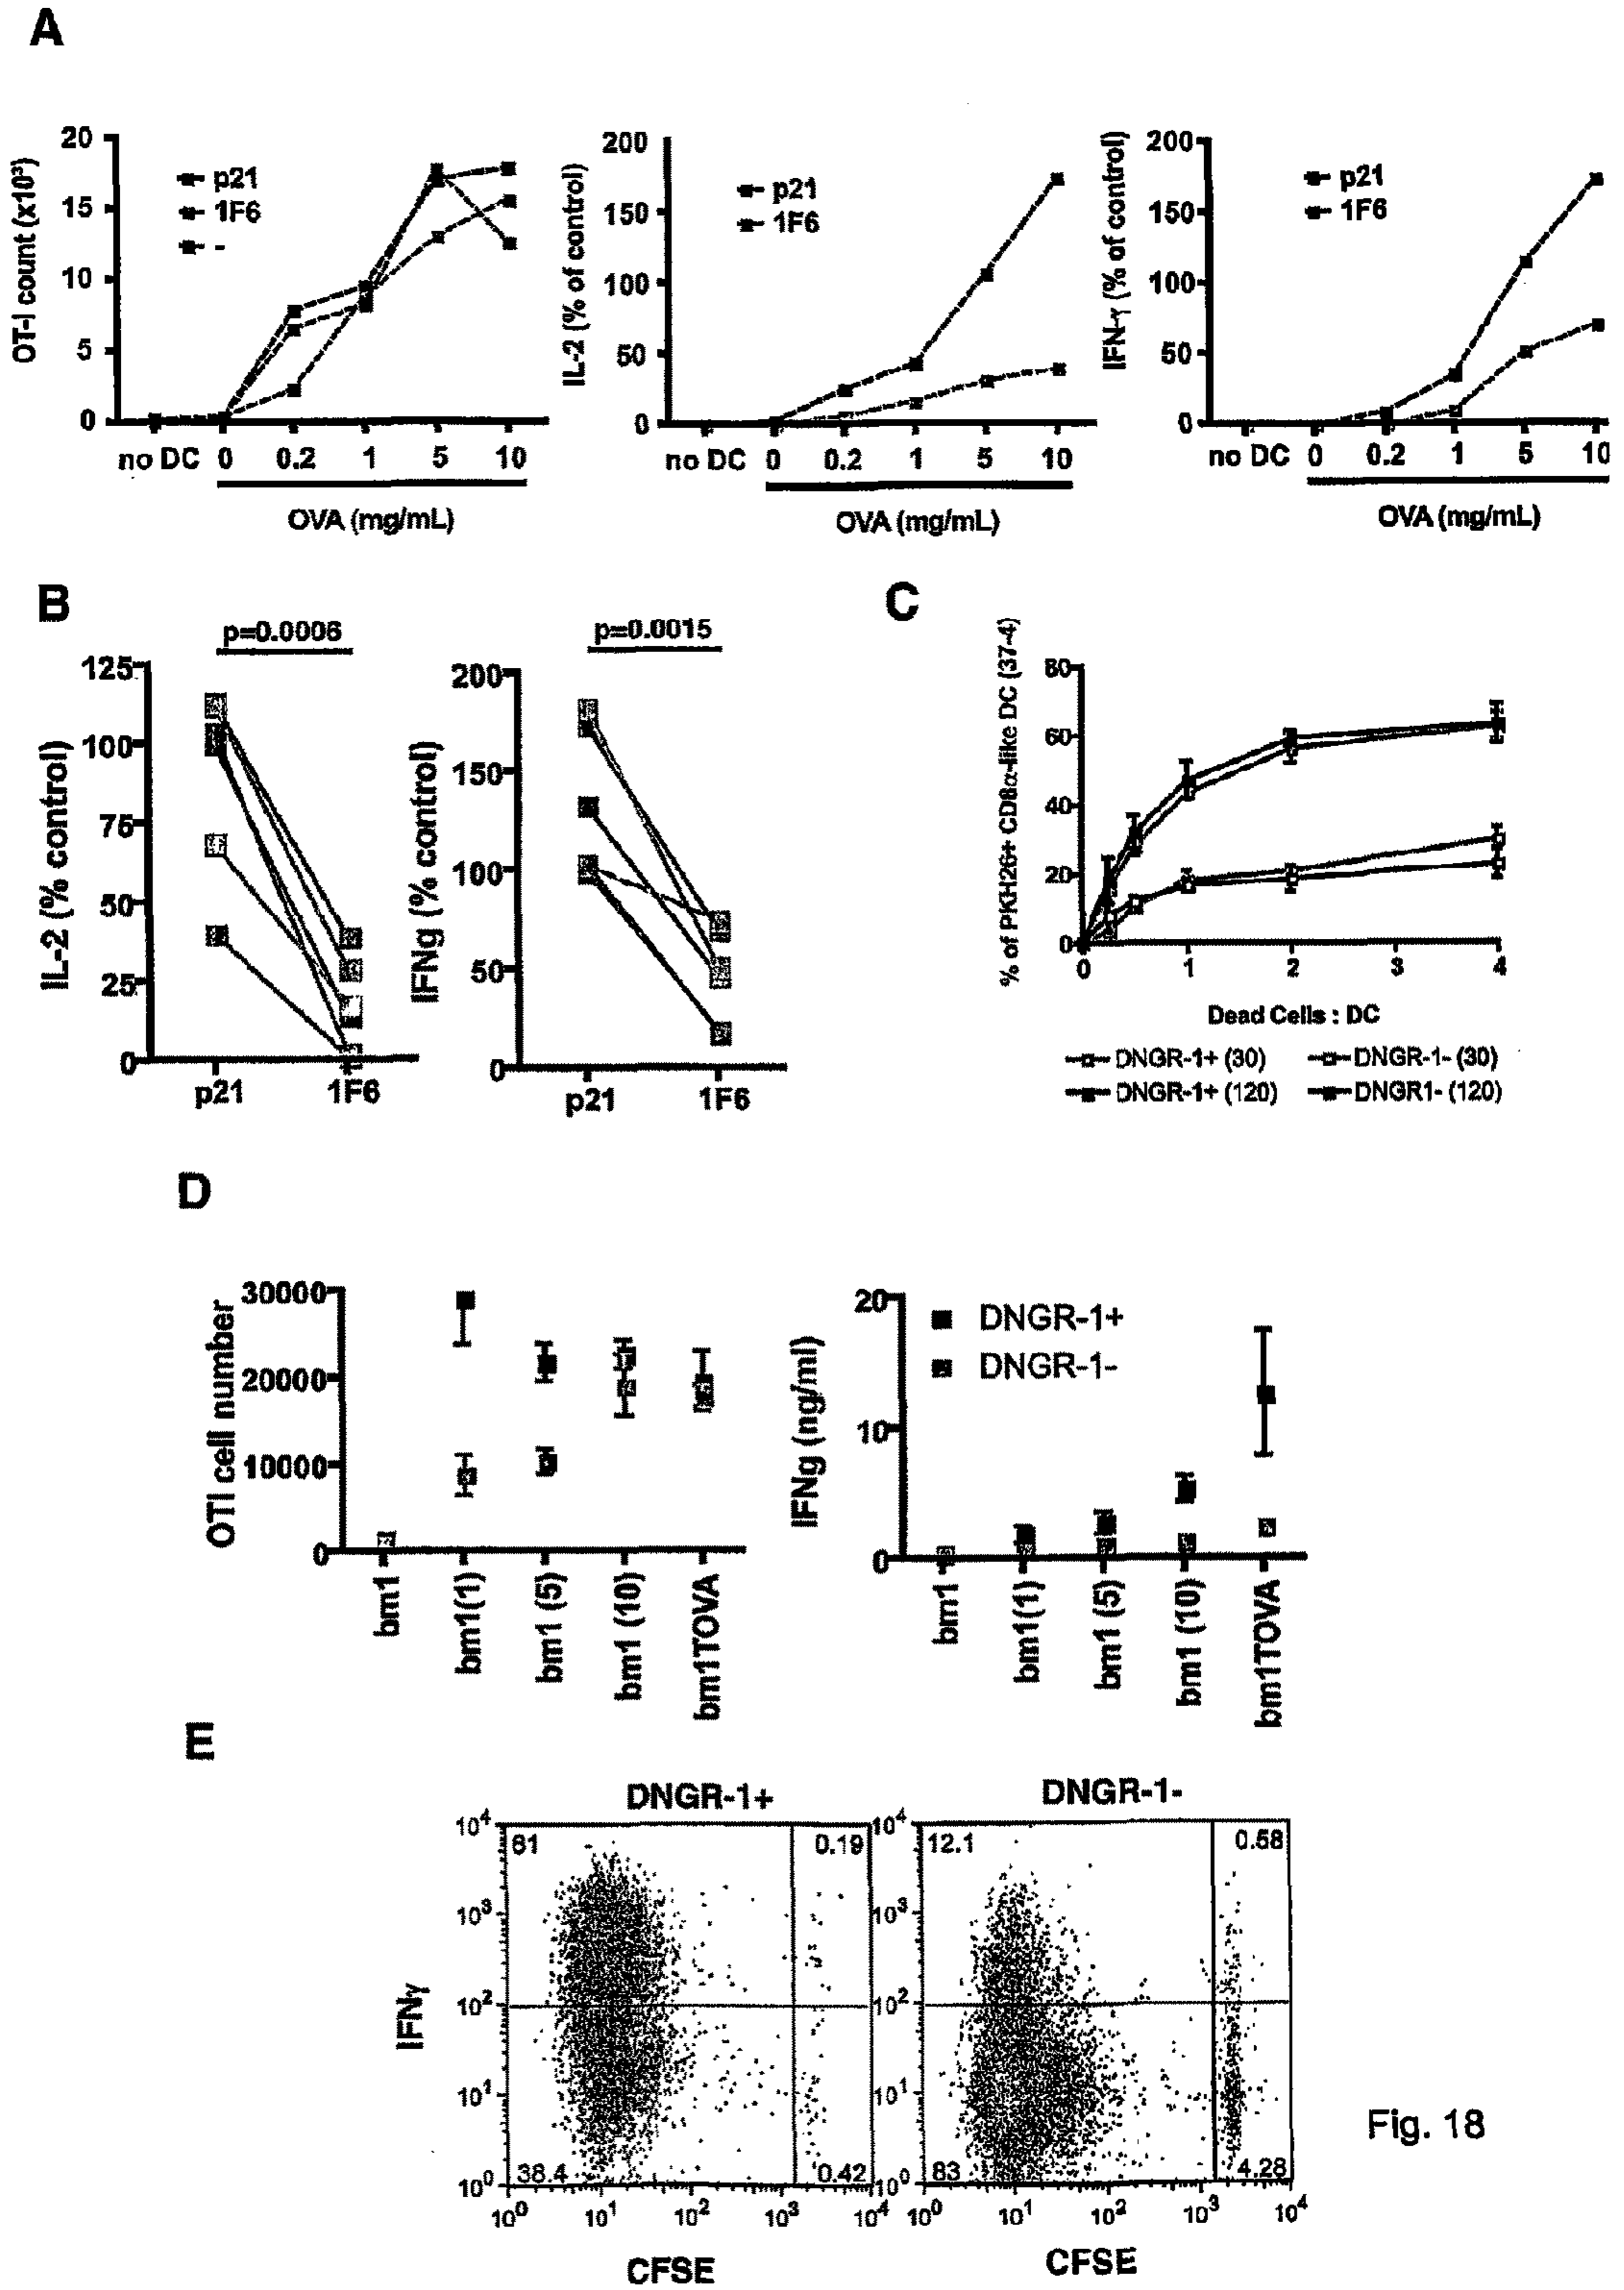 A
OT-I count (x10³)
20
15
10
5
0
p21
1F6
-
no DC 0 0.2 1 5 10
OVA (mg/mL)
IL-2 (% of control)
200
150
100
50
0
p21
1F6
no DC 0 0.2 1 5 10
OVA (mg/mL)
IFN-γ (% of control)
200
150
100
50
0
p21
1F6
no DC 0 0.2 1 5 10
OVA (mg/mL)
B
p=0.0006
IL-2 (% control)
125
100
75
50
25
0
p21 1F6
p=0.0015
IFNg (% control)
200
150
100
50
0
p21 1F6
C
% of PKH26+ CD8α-like DC (37-4)
80
60
40
20
0
0 1 2 3 4
Dead Cells : DC
DNGR-1+ (30) DNGR-1- (30)
DNGR-1+ (120) DNGR1- (120)
D
OTI cell number
30000
20000
10000
0
bm1 bm1(1) bm1 (5) bm1 (10) bm1TOVA
IFNg (ng/ml)
20
10
0
DNGR-1+
DNGR-1-
bm1 bm1(1) bm1 (5) bm1 (10) bm1TOVA
E
DNGR-1+
IFNγ
10⁴
10³
10²
10¹
10⁰
61 0.19
38.4 0.42
10⁰ 10¹ 10² 10³ 10⁴
CFSE
DNGR-1-
10⁴
10³
10²
10¹
10⁰
12.1 0.58
83 4.28
10⁰ 10¹ 10² 10³ 10⁴
CFSE
Fig. 18